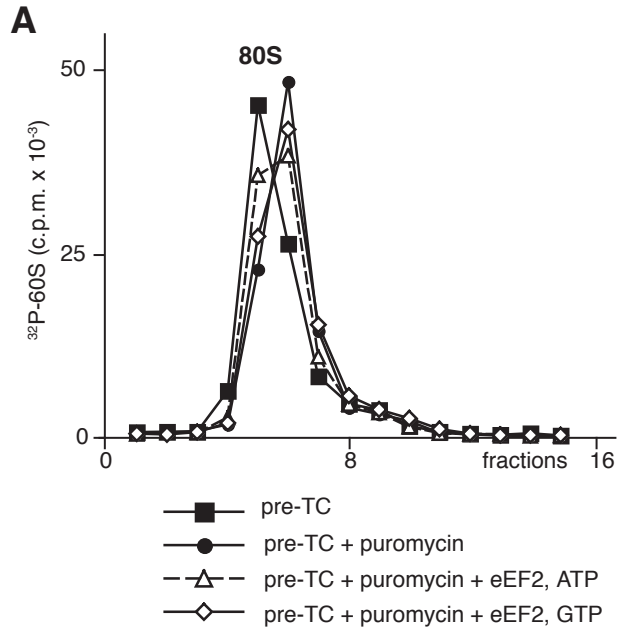 A
80S
50
25
0
³²P-60S (c.p.m. x 10⁻³)
0
8
fractions
16
pre-TC
pre-TC + puromycin
pre-TC + puromycin + eEF2, ATP
pre-TC + puromycin + eEF2, GTP